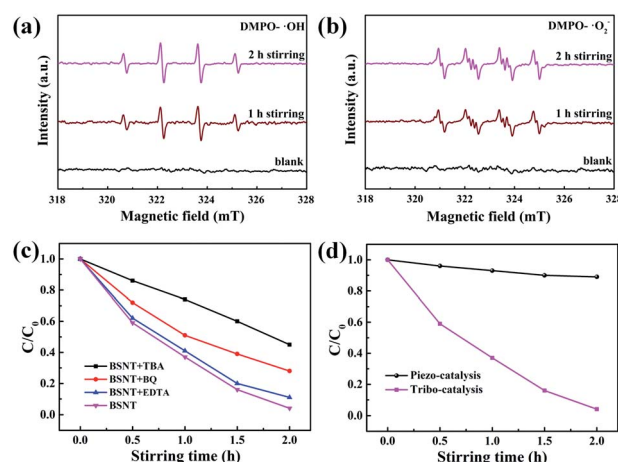 (a)
DMPO- ·OH
2 h stirring
1 h stirring
blank
Intensity (a.u.)
318 320 322 324 326 328
Magnetic field (mT)
(b)
DMPO- ·O₂⁻
2 h stirring
1 h stirring
blank
Intensity (a.u.)
318 320 322 324 326 328
Magnetic field (mT)
(c)
C/C₀
1.0
0.8
0.6
0.4
0.2
0.0
BSNT+TBA
BSNT+BQ
BSNT+EDTA
BSNT
0.0 0.5 1.0 1.5 2.0
Stirring time (h)
(d)
C/C₀
1.0
0.8
0.6
0.4
0.2
0.0
Piezo-catalysis
Tribo-catalysis
0.0 0.5 1.0 1.5 2.0
Stirring time (h)